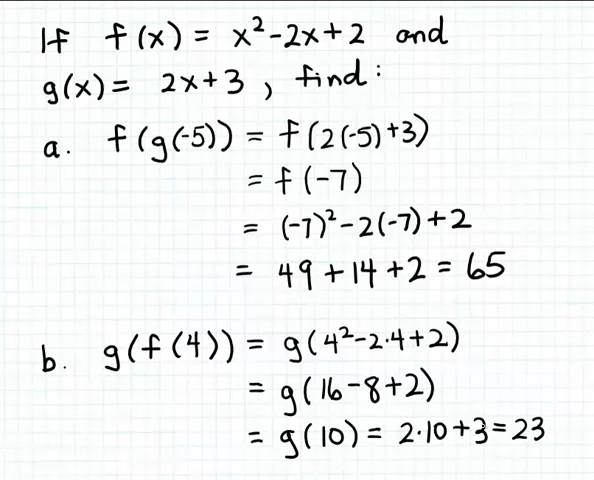 If f(x) = x²-2x+2 and
g(x) = 2x+3, find:
a. f(g(-5)) = f(2(-5)+3)
= f(-7)
= (-7)²-2(-7)+2
= 49+14+2 = 65
b. g(f(4)) = g(4²-2·4+2)
= g(16-8+2)
= g(10) = 2·10+3=23